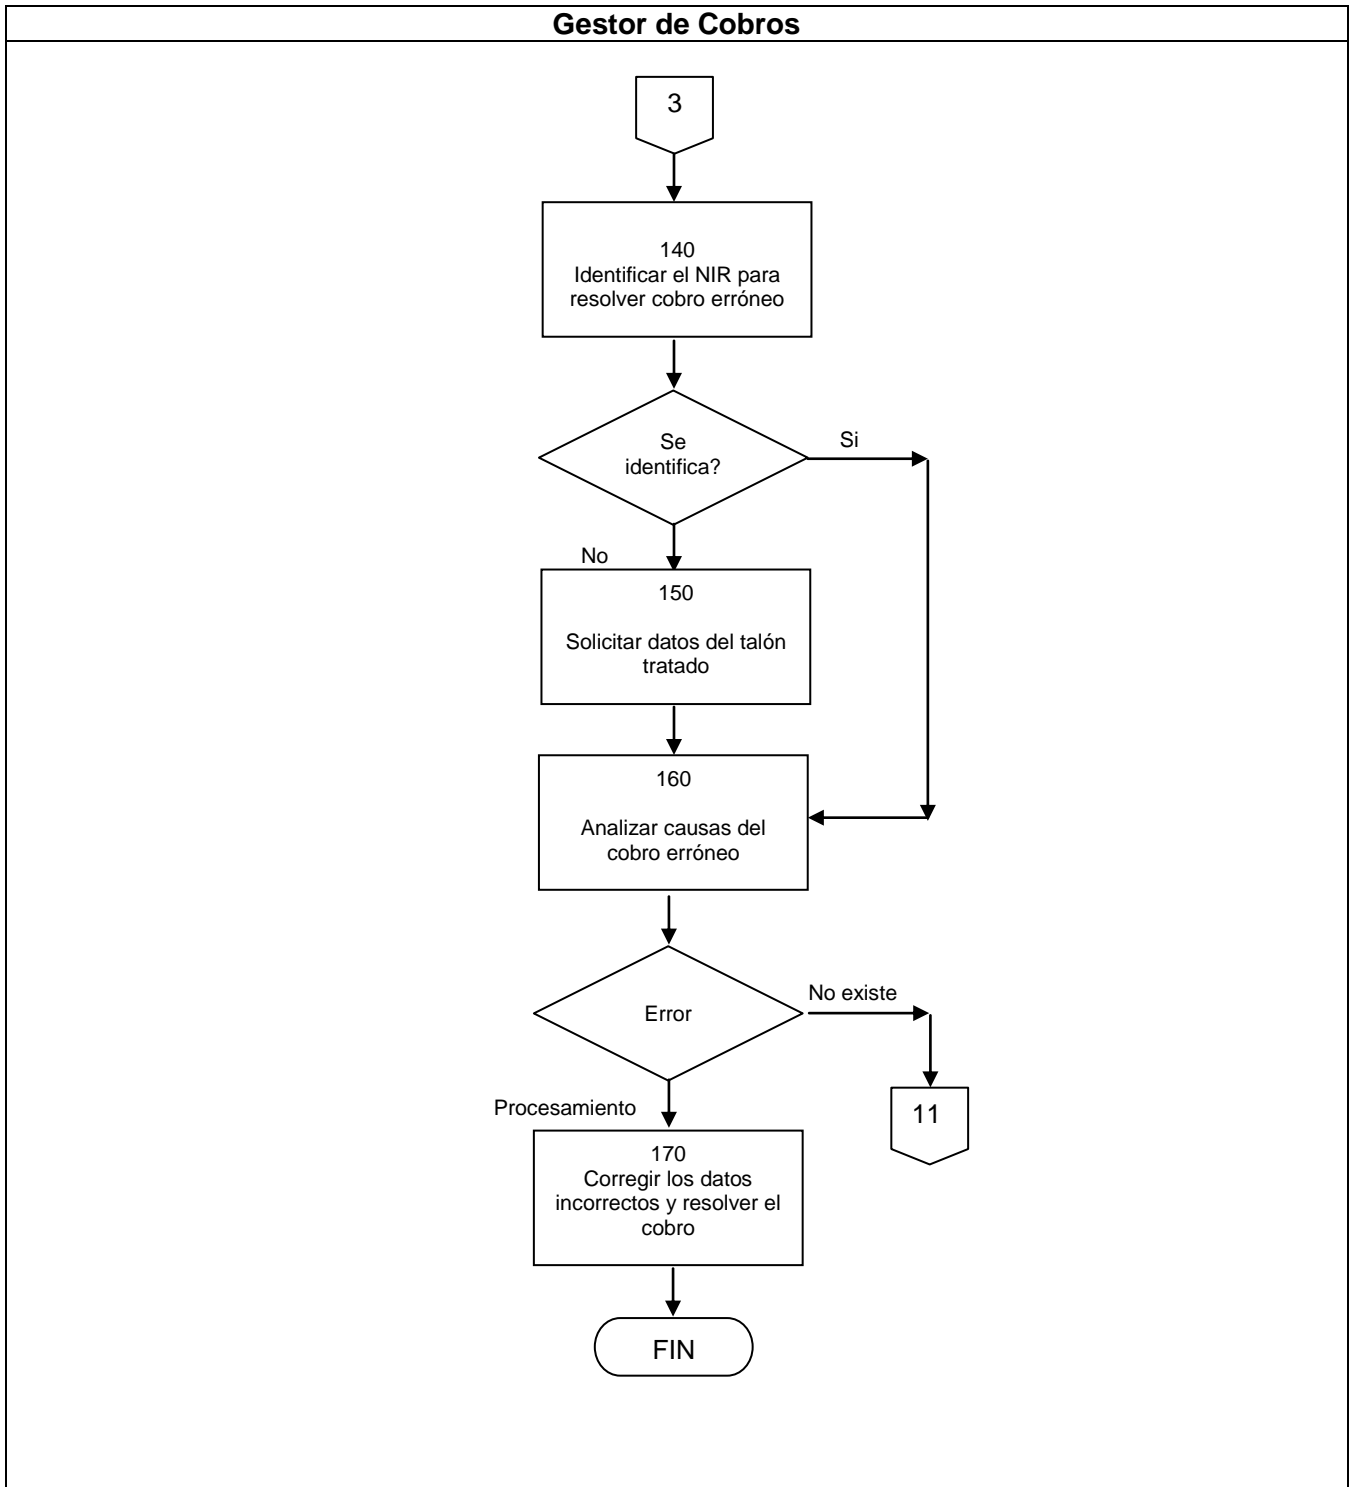 Gestor de Cobros
3
140
Identificar el NIR para
resolver cobro erróneo
Se
identifica?
Si
No
150
Solicitar datos del talón
tratado
160
Analizar causas del
cobro erróneo
Error
No existe
11
Procesamiento
170
Corregir los datos
incorrectos y resolver el
cobro
FIN